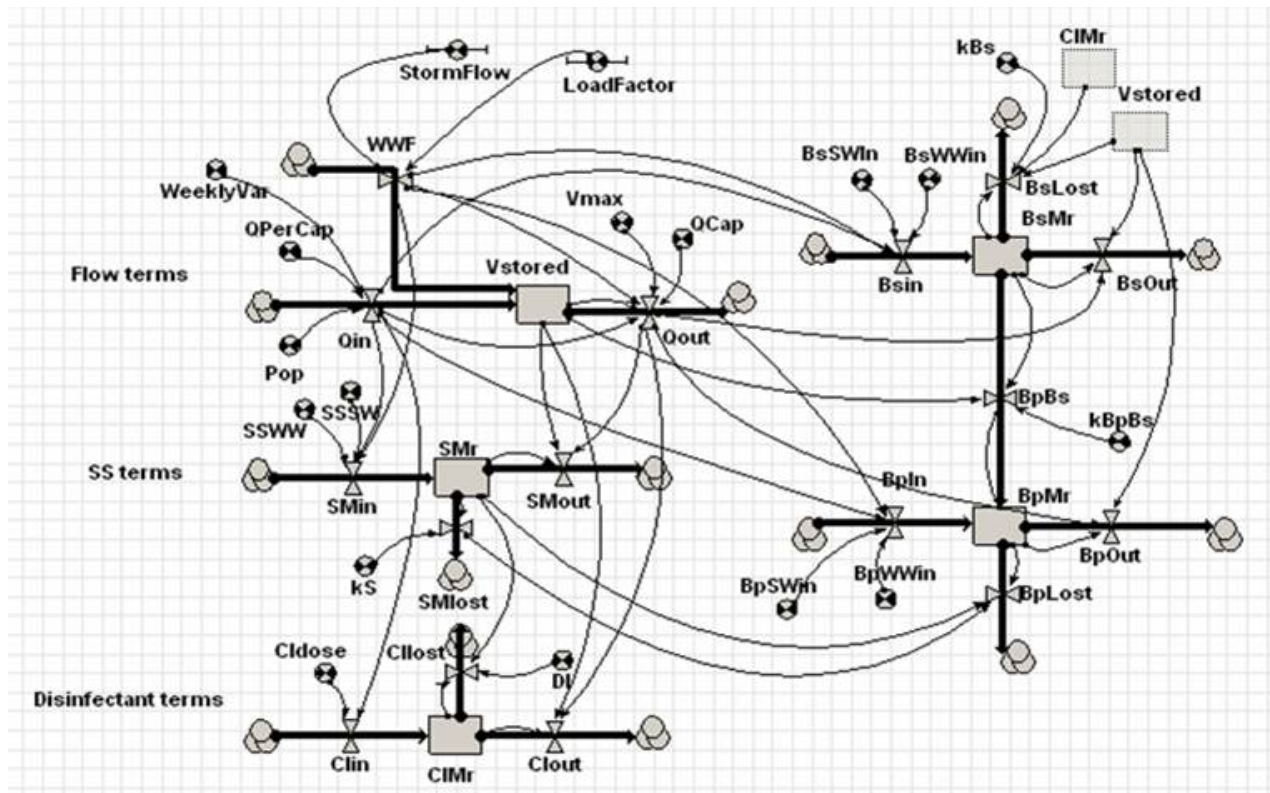 StormFlow
LoadFactor
kBs
ClMr
Vstored
WWF
WeeklyVar
BsSWIn
BsWWin
BsLost
BsMr
Vmax
QCap
QPerCap
Flow terms
Vstored
Bsin
BsOut
Qin
Qout
Pop
BpBs
kBpBs
SSSW
SSWW
SS terms
SMr
SMin
SMout
BpIn
BpMr
BpOut
kS
SMlost
BpSWin
BpWWin
BpLost
Cldose
Cllost
Dl
Disinfectant terms
Clin
ClMr
Clout